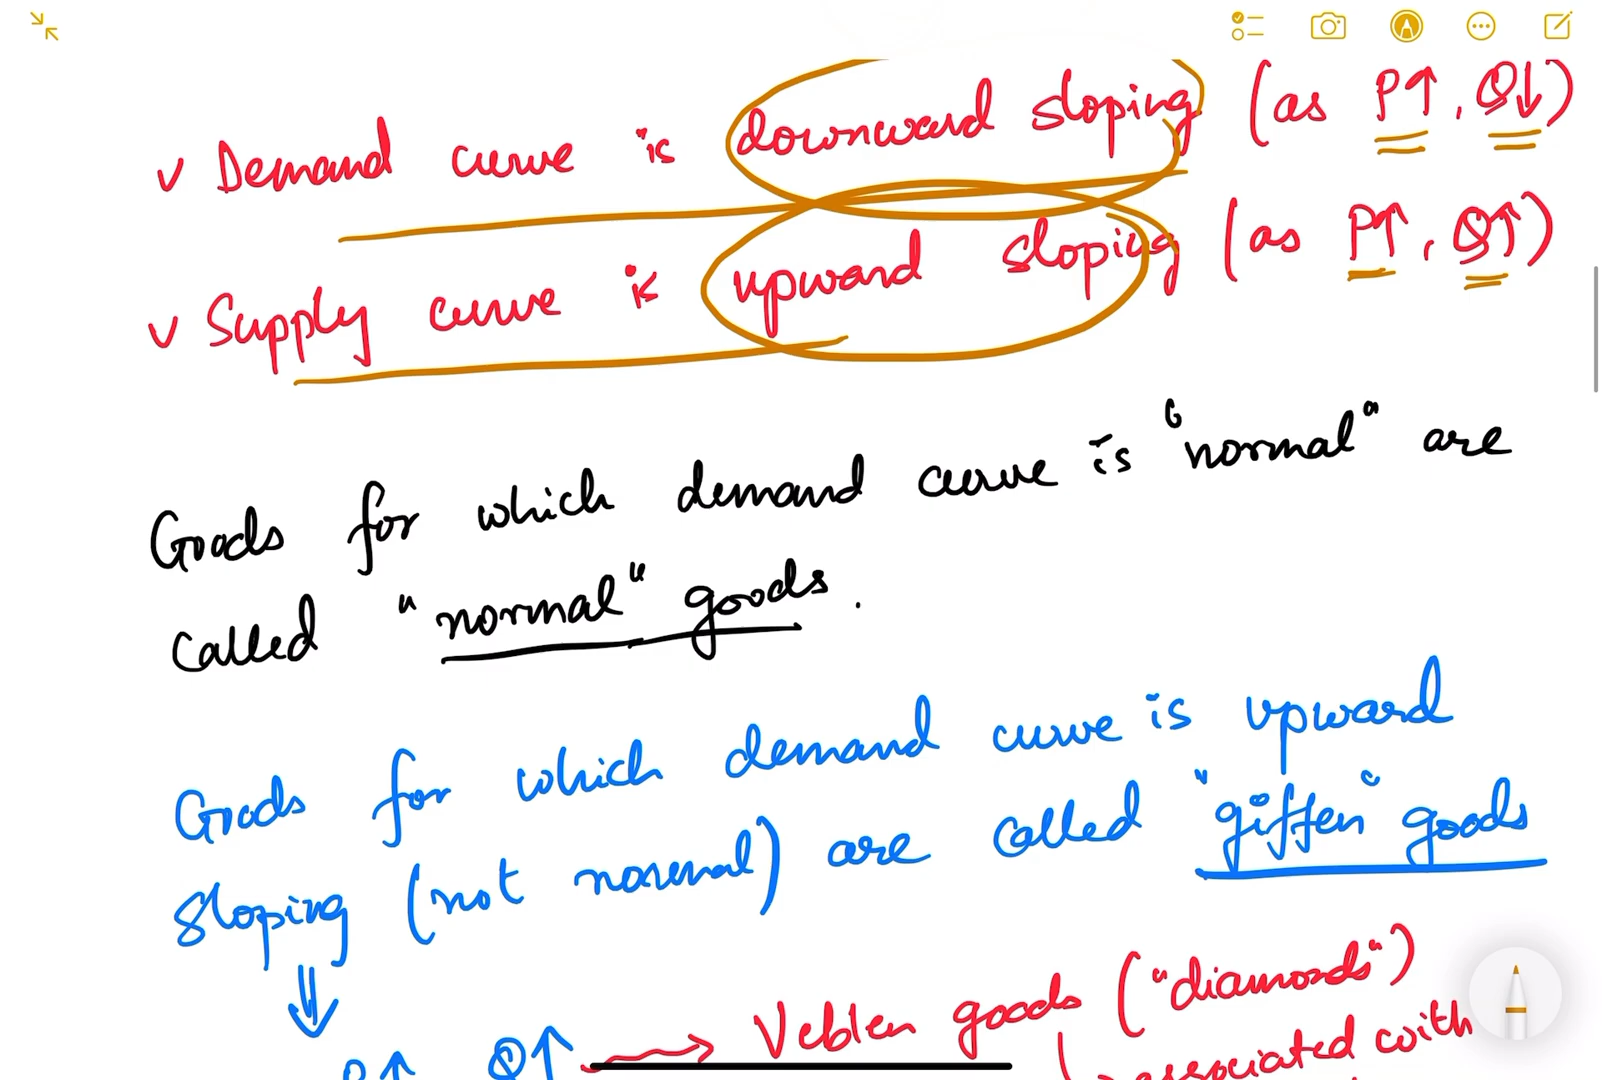 ✓ Demand curve is downward sloping (as P↑, Q↓)
✓ Supply curve is upward sloping (as P↑, Q↑)
Goods for which demand curve is "normal" are
called "normal" goods.
Goods for which demand curve is upward
sloping (not normal) are called "giffen" goods
⇓
P↑ Q↑ → Veblen goods ("diamonds")
associated with